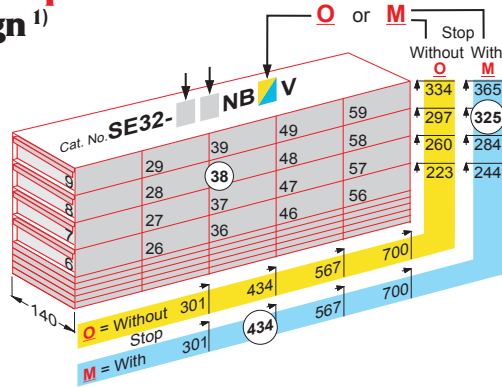 gn 1)
O or M
Stop
Without With
O M
334 365
297 325
260 284
223 244
Cat. No. SE32- NB V
9 29 39 49 59
8 28 38 48 58
7 27 37 47 57
6 26 36 46 56
140
O = Without 301 434 567 700
Stop
M = With 301 434 567 700